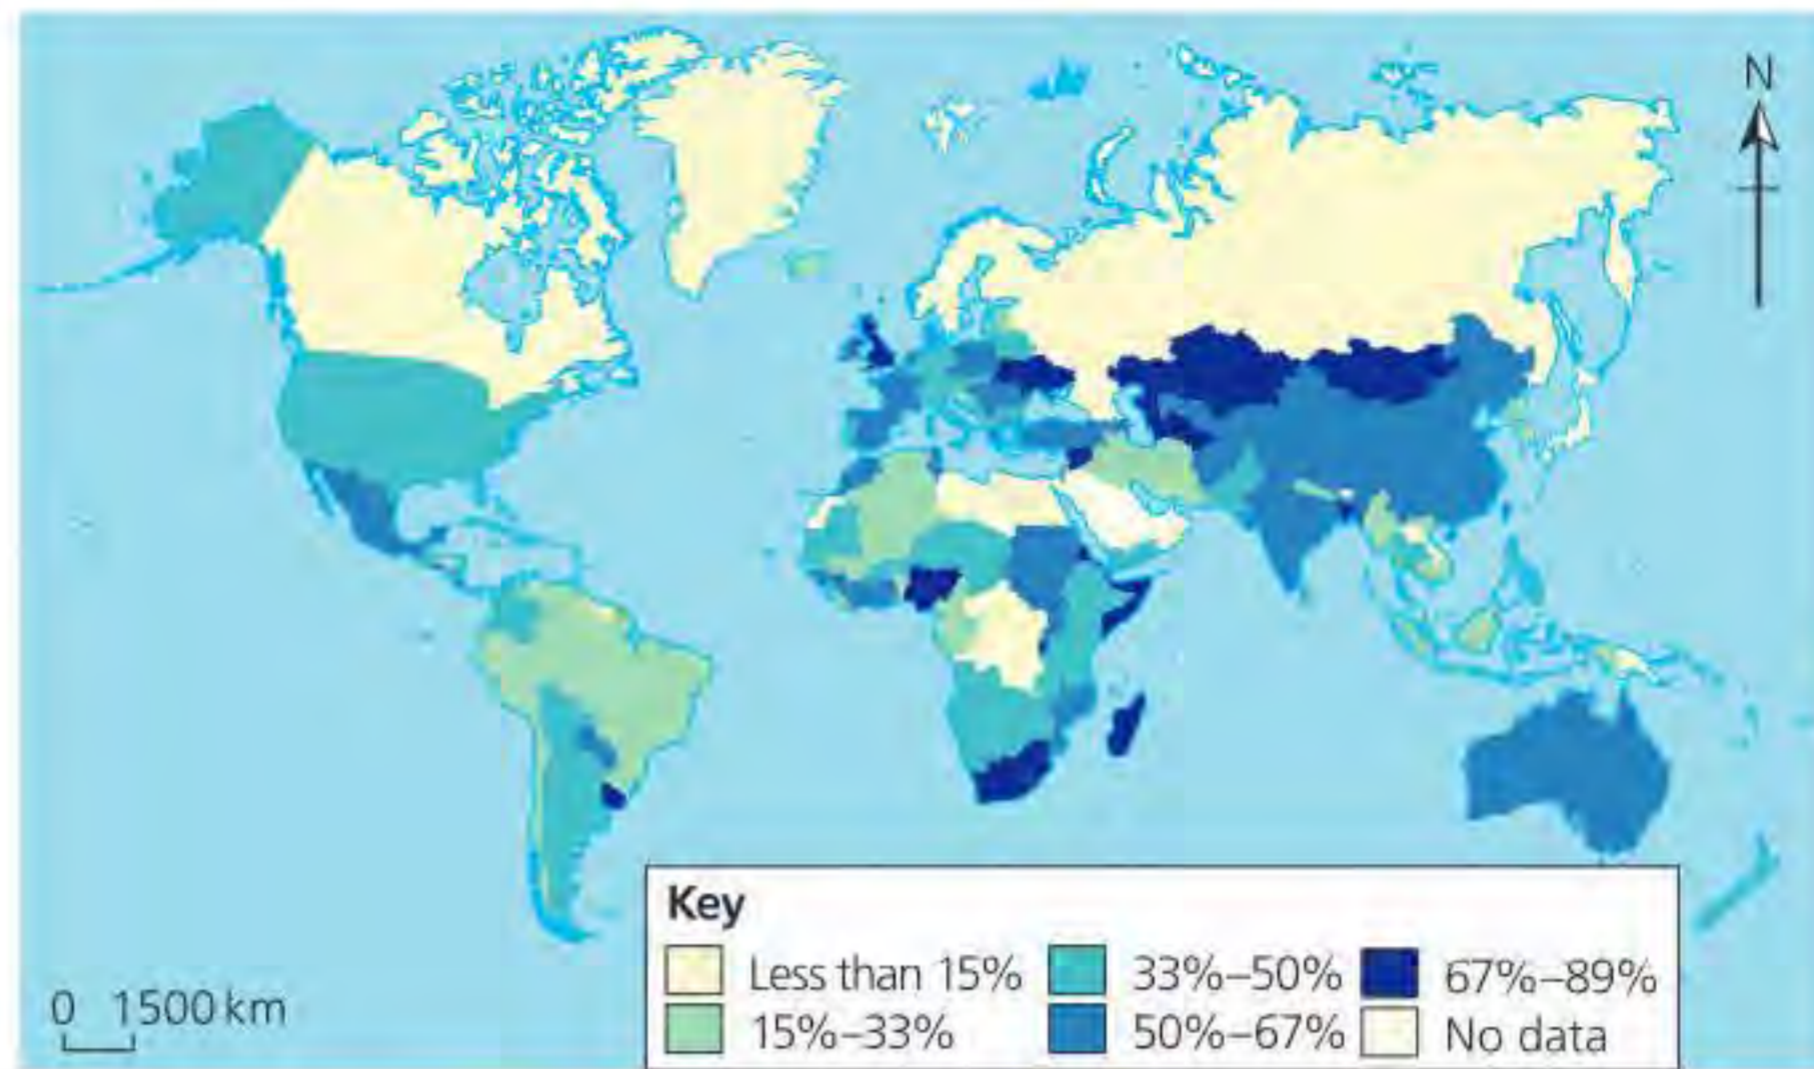 N
Key
Less than 15%
33%–50%
67%–89%
15%–33%
50%–67%
No data
0 1500 km